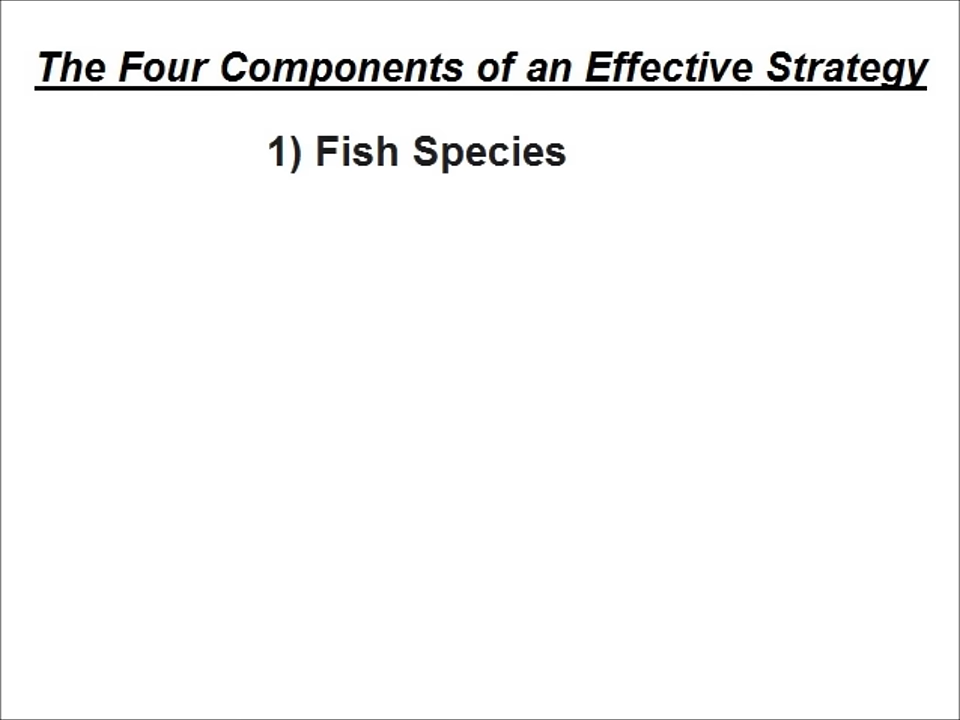 The Four Components of an Effective Strategy
1) Fish Species